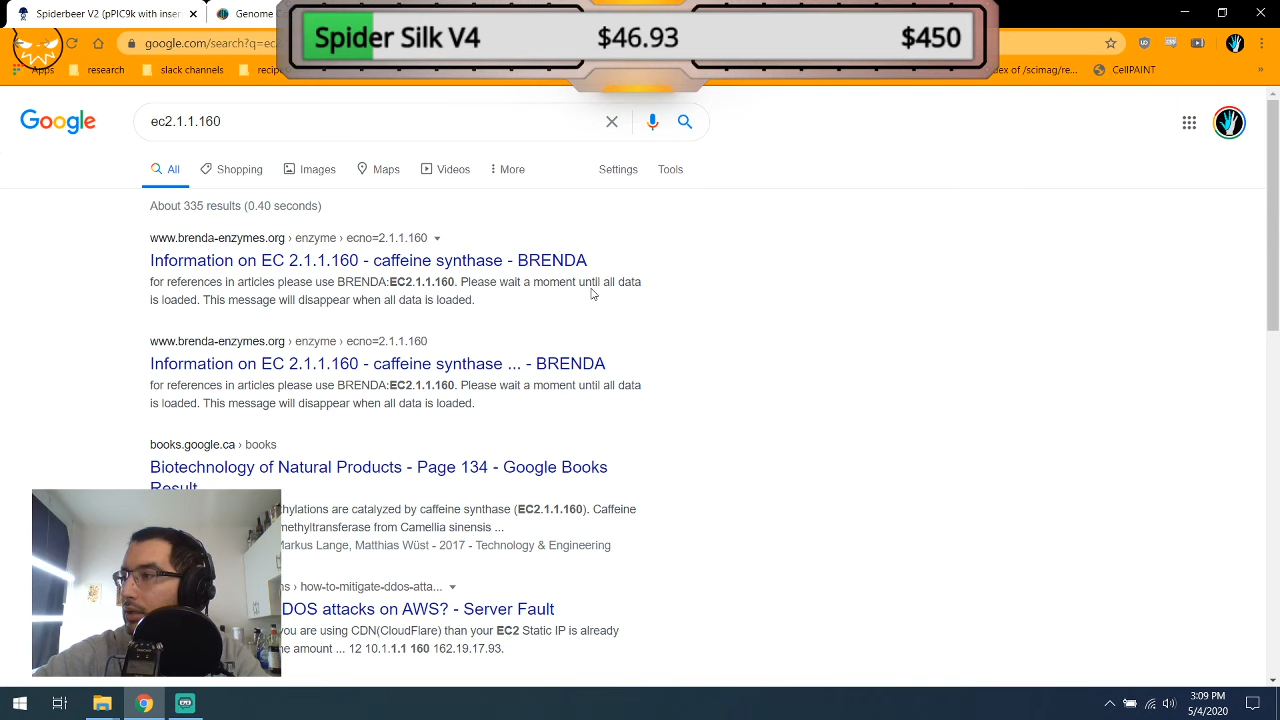 Spiderbeer V2 (pPIC9k with inser
Genome
Spider Silk V4 $46.93 $450
google.com/search?q=ec
Apps research slack channels recip
dex of /scimag/re... CellPAINT »
Google
ec2.1.1.160
All Shopping Images Maps Videos More Settings Tools
About 335 results (0.40 seconds)
www.brenda-enzymes.org › enzyme › ecno=2.1.1.160
Information on EC 2.1.1.160 - caffeine synthase - BRENDA
for references in articles please use BRENDA:EC2.1.1.160. Please wait a moment until all data
is loaded. This message will disappear when all data is loaded.
www.brenda-enzymes.org › enzyme › ecno=2.1.1.160
Information on EC 2.1.1.160 - caffeine synthase ... - BRENDA
for references in articles please use BRENDA:EC2.1.1.160. Please wait a moment until all data
is loaded. This message will disappear when all data is loaded.
books.google.ca › books
Biotechnology of Natural Products - Page 134 - Google Books
Result
hylations are catalyzed by caffeine synthase (EC2.1.1.160). Caffeine
methyltransferase from Camellia sinensis ...
Markus Lange, Matthias Wüst - 2017 - Technology & Engineering
ns › how-to-mitigate-ddos-atta...
DOS attacks on AWS? - Server Fault
you are using CDN(CloudFlare) than your EC2 Static IP is already
ne amount ... 12 10.1.1.1 160 162.19.17.93.
3:09 PM
5/4/2020